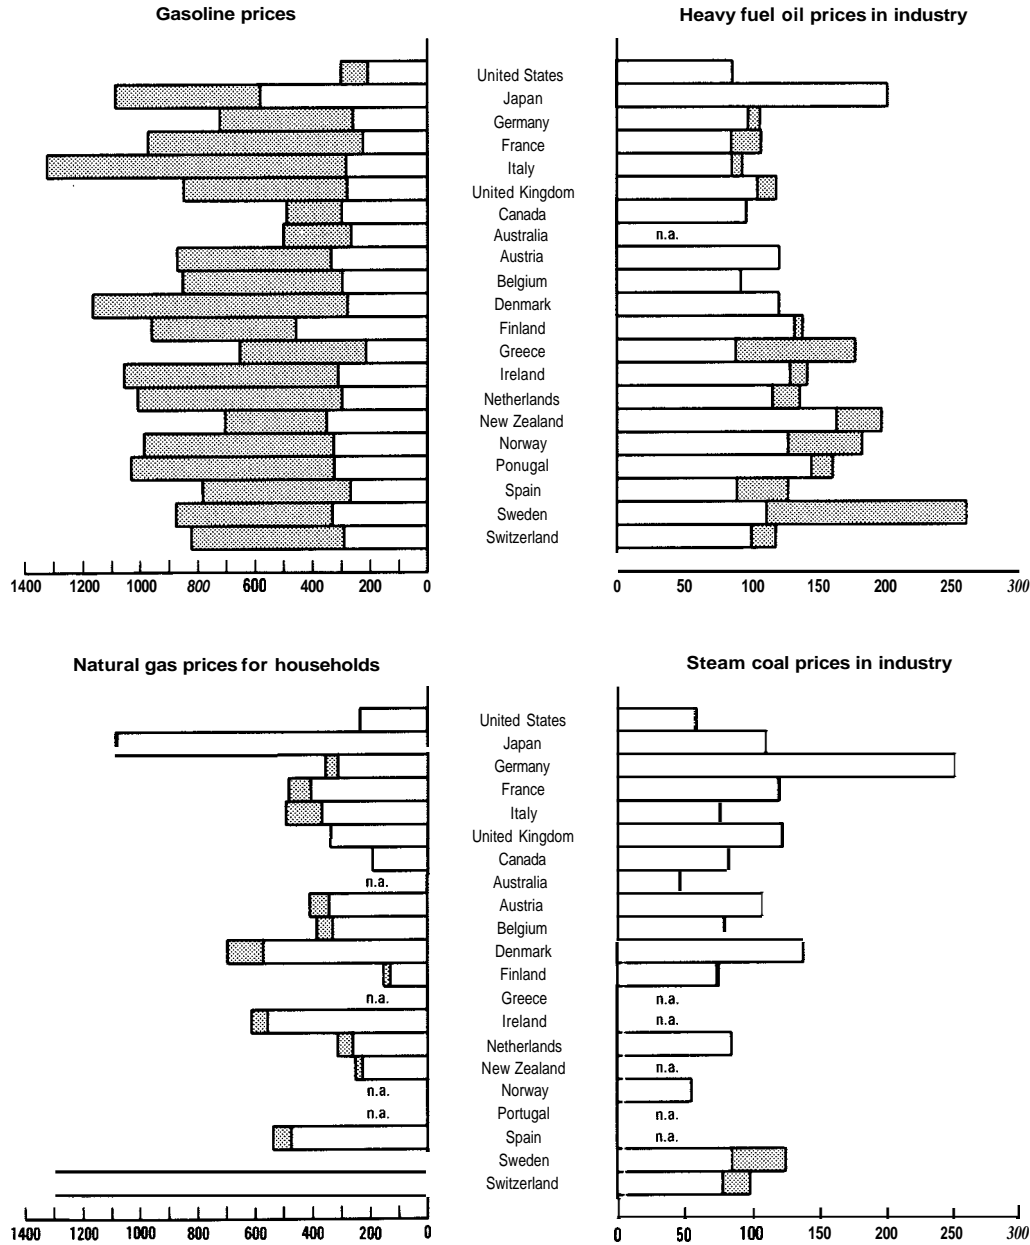 Gasoline prices
Heavy fuel oil prices in industry
United States
Japan
Germany
France
Italy
United Kingdom
Canada
Australia
n.a.
Austria
Belgium
Denmark
Finland
Greece
Ireland
Netherlands
New Zealand
Norway
Ponugal
Spain
Sweden
Switzerland
1400 1200 1000 800 600 400 200 0
0 50 100 150 200 250 300
Natural gas prices for households
Steam coal prices in industry
United States
Japan
Germany
France
Italy
United Kingdom
Canada
n.a. Australia
Austria
Belgium
Denmark
Finland
n.a. Greece n.a.
Ireland n.a.
Netherlands
New Zealand n.a.
n.a. Norway
n.a. Portugal n.a.
Spain n.a.
Sweden
Switzerland
1400 1200 1000 800 600 400 200 0
0 50 100 150 200 250 300